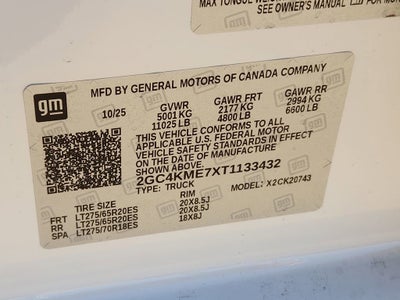 MAX TONGUE
SEE OWNER'S MANUAL
gm
MFD BY GENERAL MOTORS OF CANADA COMPANY
10/25 GVWR GAWR FRT GAWR RR
5001 KG 2177 KG 2994 KG
11025 LB 4800 LB 6600 LB
THIS VEHICLE CONFORMS TO ALL
APPLICABLE U.S. FEDERAL MOTOR
VEHICLE SAFETY STANDARDS IN EFFECT
ON THE DATE OF MANUFACTURE
SHOWN ABOVE.
2GC4KME7XT1133432
TYPE: TRUCK MODEL: X2CK20743
TIRE SIZE RIM
FRT LT275/65R20ES 20X8.5J
RR LT275/65R20ES 20X8.5J
SPA LT275/70R18ES 18X8J